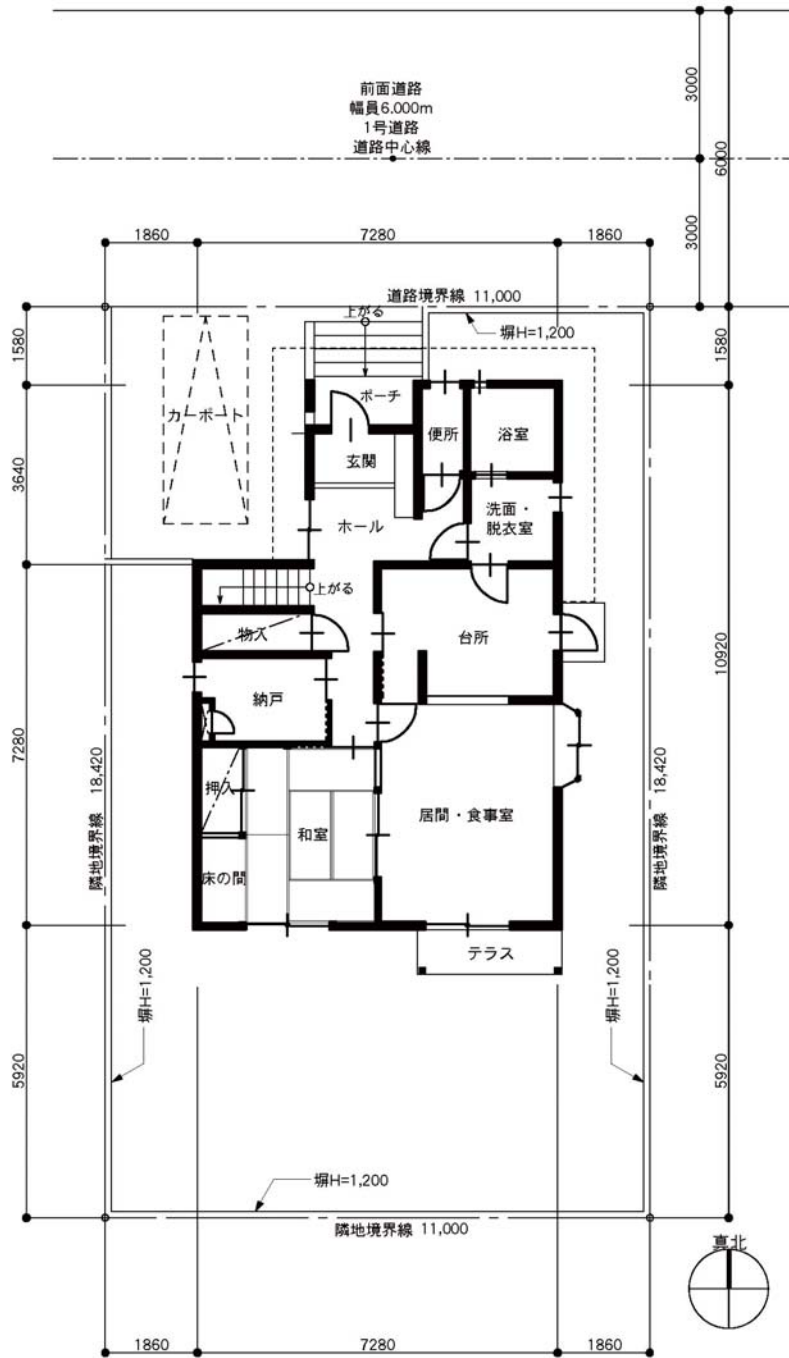 前面道路
幅員6.000m
1号道路
道路中心線
3000
6000
3000
1860
7280
1860
道路境界線 11,000
上がる
塀H=1,200
1580
1580
カーポート
ポーチ
便所
浴室
玄関
3640
洗面・
脱衣室
ホール
上がる
物入
台所
10920
納戸
7280
隣地境界線 18,420
隣地境界線 18,420
押入
和室
居間・食事室
床の間
テラス
塀H=1,200
塀H=1,200
5920
5920
塀H=1,200
隣地境界線 11,000
真北
1860
7280
1860